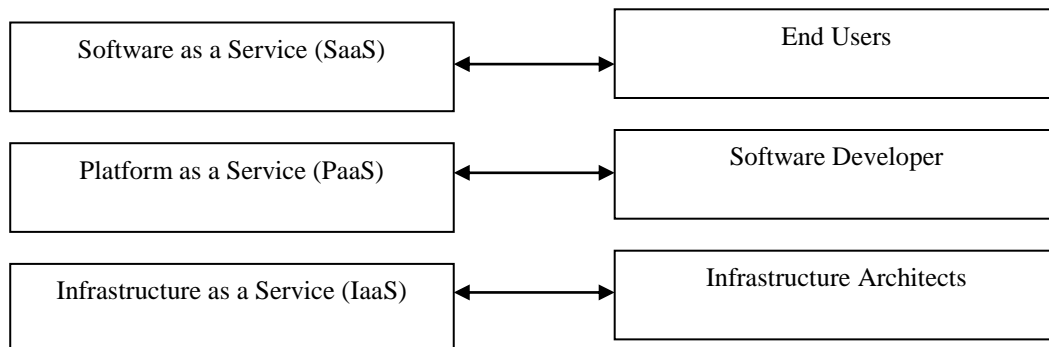 Software as a Service (SaaS)
End Users
Platform as a Service (PaaS)
Software Developer
Infrastructure as a Service (IaaS)
Infrastructure Architects